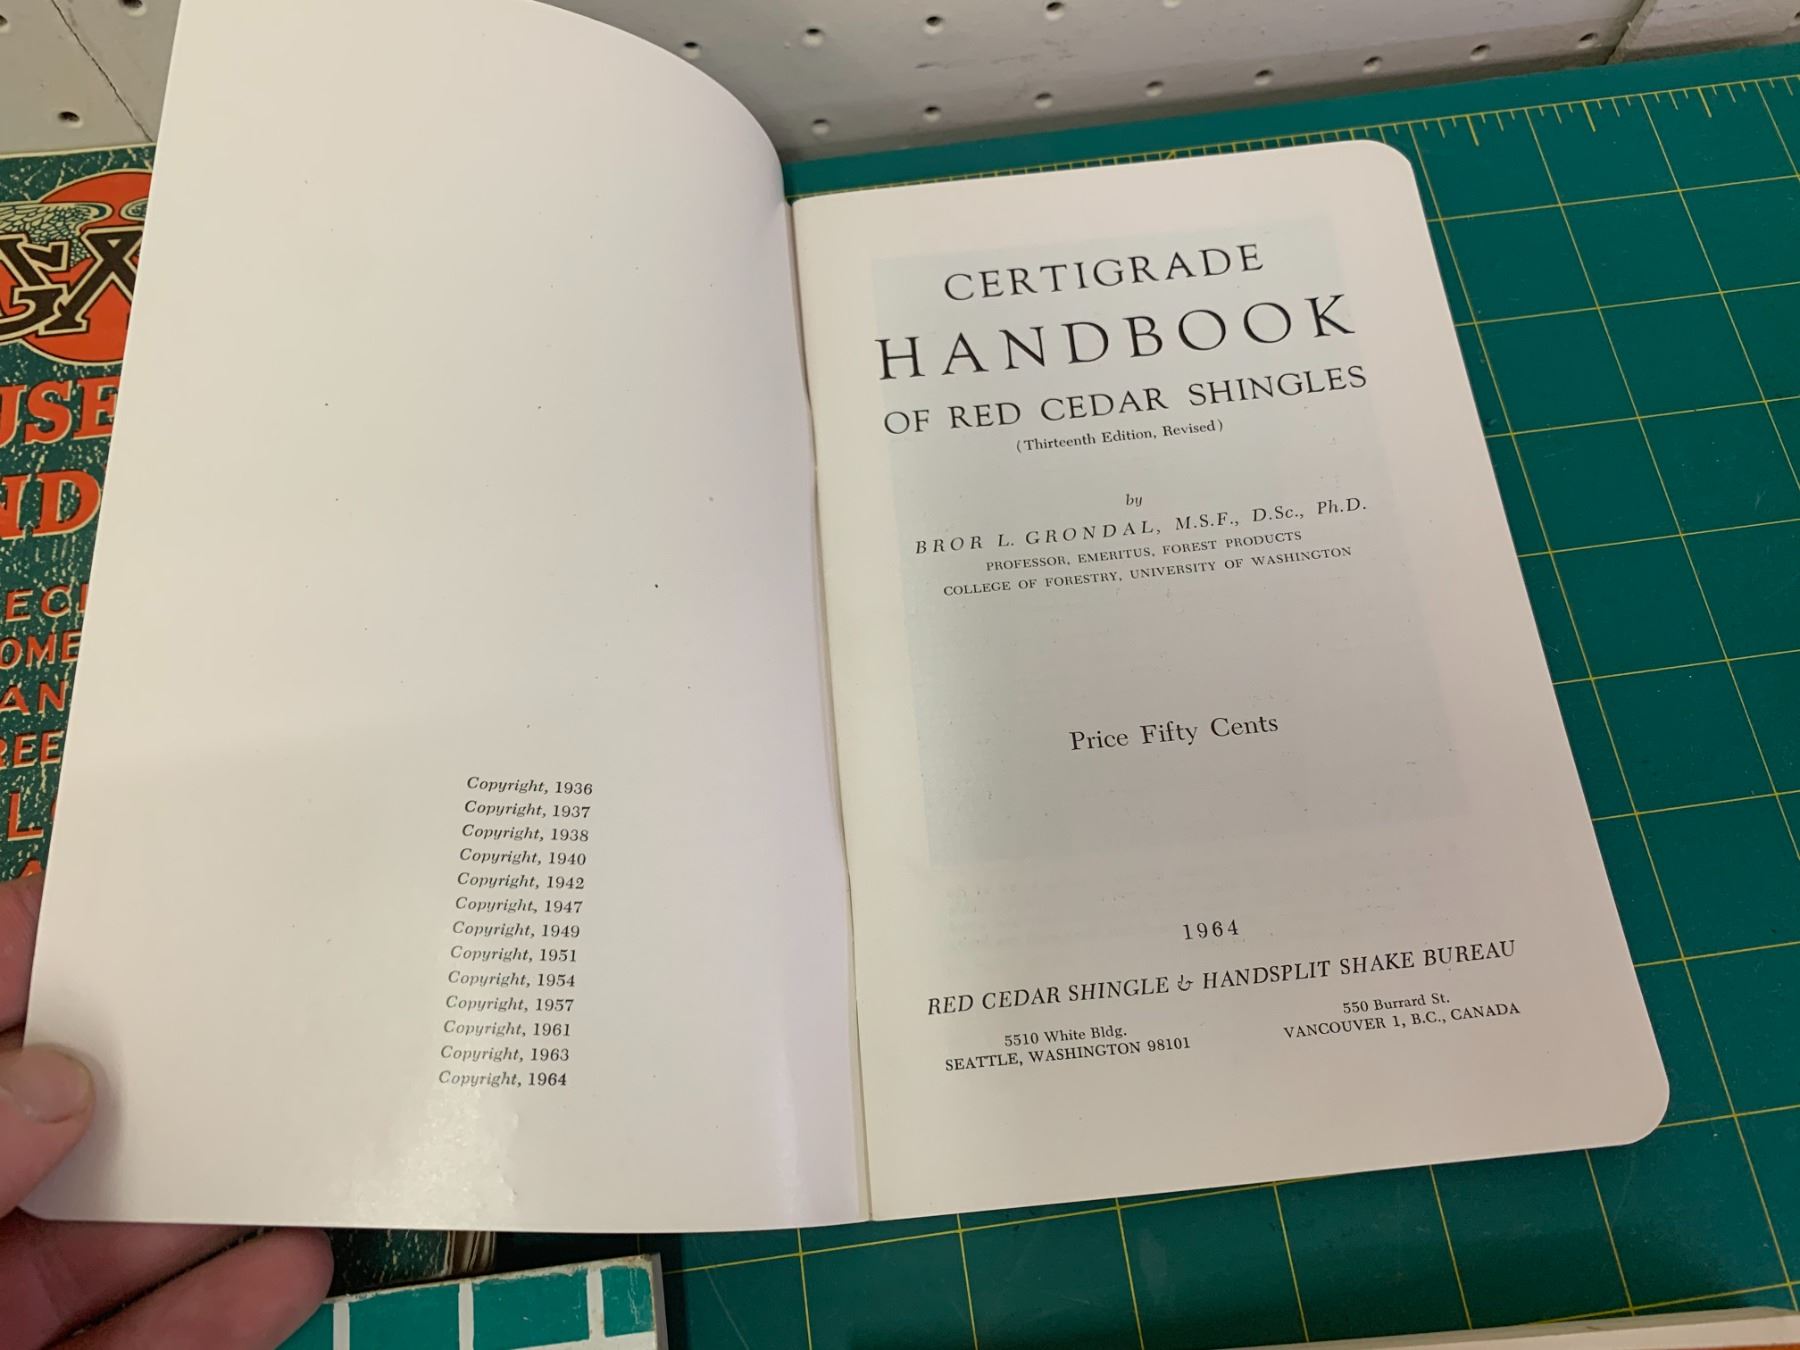 Copyright, 1936
Copyright, 1937
Copyright, 1938
Copyright, 1940
Copyright, 1942
Copyright, 1947
Copyright, 1949
Copyright, 1951
Copyright, 1954
Copyright, 1957
Copyright, 1961
Copyright, 1963
Copyright, 1964
CERTIGRADE
HANDBOOK
OF RED CEDAR SHINGLES
(Thirteenth Edition, Revised)
by
BROR L. GRONDAL, M.S.F., D.Sc., Ph.D.
PROFESSOR, EMERITUS, FOREST PRODUCTS
COLLEGE OF FORESTRY, UNIVERSITY OF WASHINGTON
Price Fifty Cents
1964
RED CEDAR SHINGLE & HANDSPLIT SHAKE BUREAU
5510 White Bldg.
SEATTLE, WASHINGTON 98101
550 Burrard St.
VANCOUVER 1, B.C., CANADA